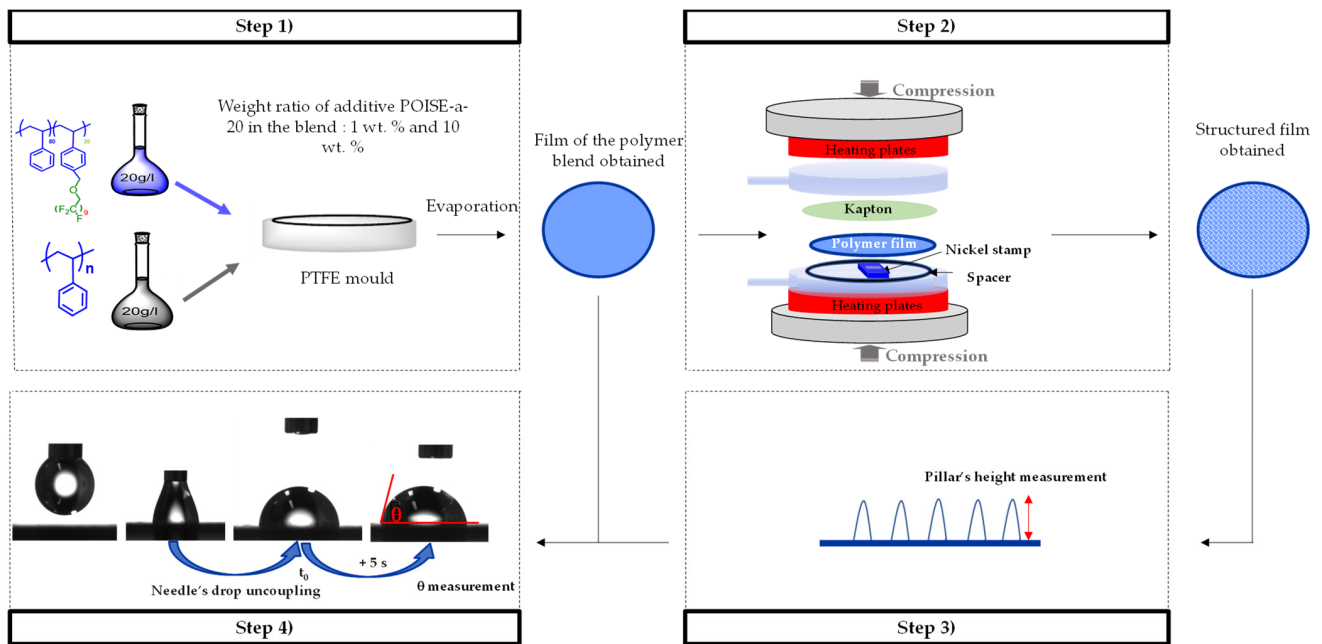 Step 1)
80
20
O
(F₂C
)9
C
F
n
20g/l
20g/l
Weight ratio of additive POISE-a-
20 in the blend : 1 wt. % and 10
wt. %
PTFE mould
Evaporation
Film of the polymer
blend obtained
Step 2)
Compression
Heating plates
Kapton
Polymer film
Nickel stamp
Spacer
Heating plates
Compression
Structured film
obtained
θ
t₀
+ 5 s
Needle's drop uncoupling
θ measurement
Step 4)
Pillar's height measurement
Step 3)